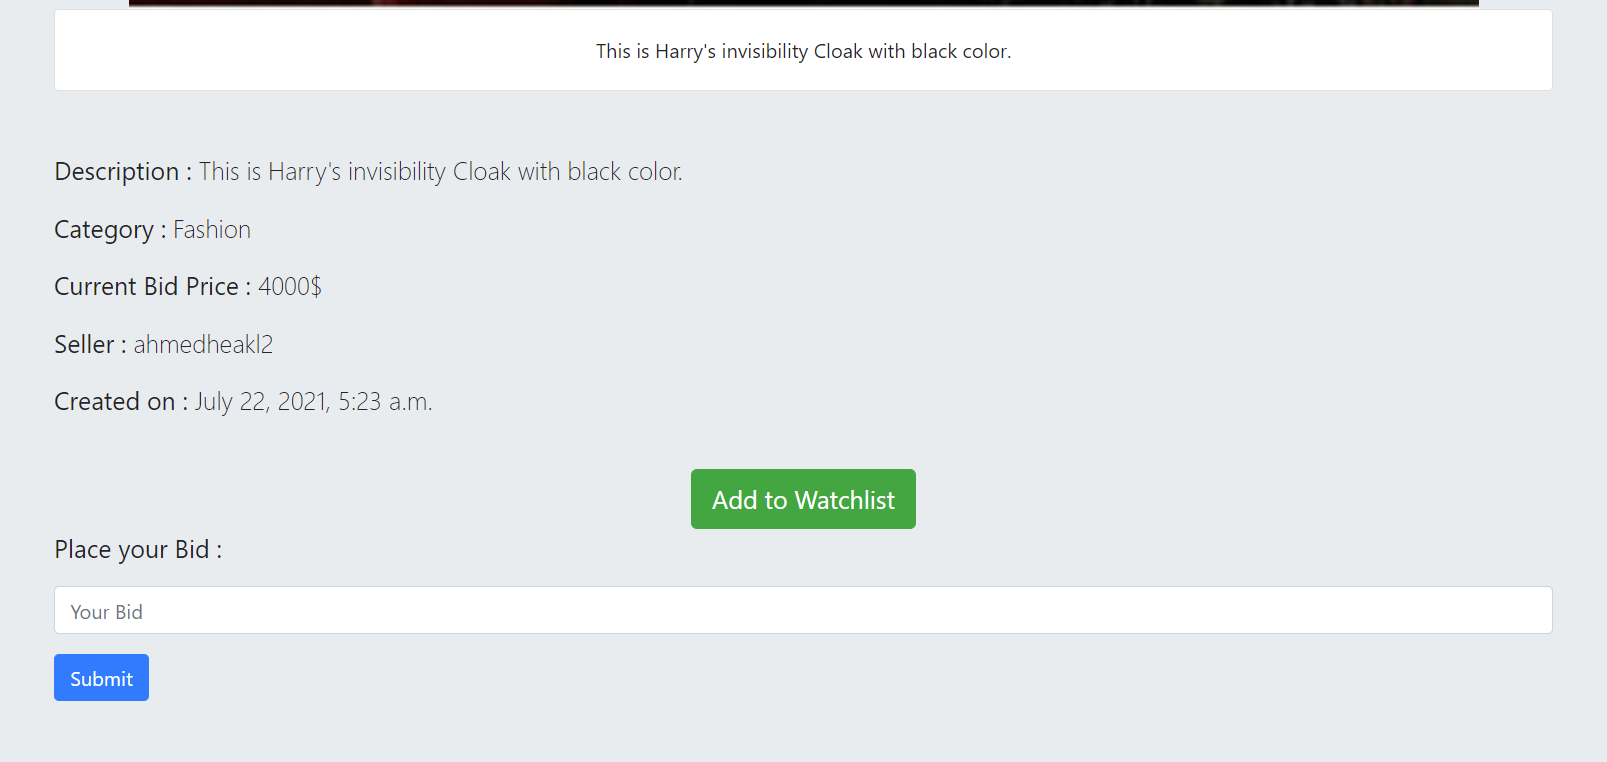 This is Harry's invisibility Cloak with black color.
Description : This is Harry's invisibility Cloak with black color.
Category : Fashion
Current Bid Price : 4000$
Seller : ahmedheakl2
Created on : July 22, 2021, 5:23 a.m.
Add to Watchlist
Place your Bid :
Your Bid
Submit